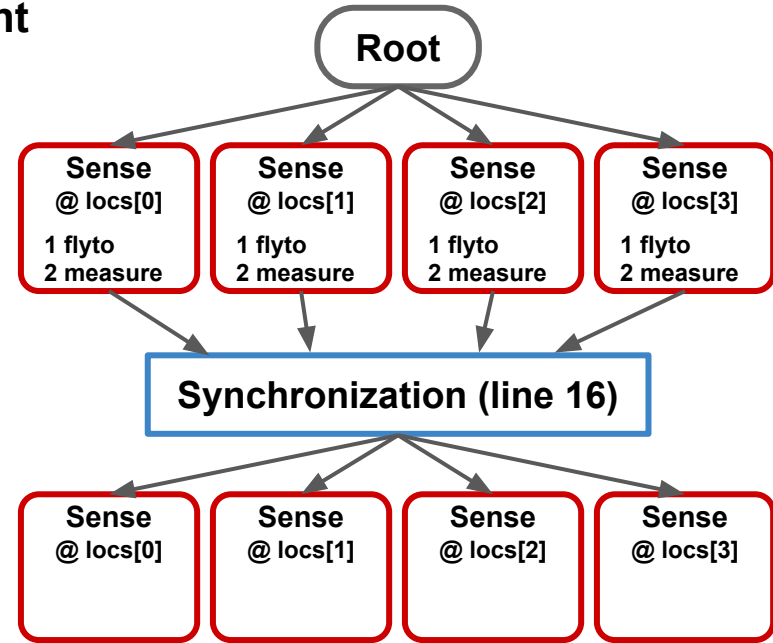 nt
Root
Sense Sense Sense Sense
@ locs[0] @ locs[1] @ locs[2] @ locs[3]
1 flyto 1 flyto 1 flyto 1 flyto
2 measure 2 measure 2 measure 2 measure
Synchronization (line 16)
Sense Sense Sense Sense
@ locs[0] @ locs[1] @ locs[2] @ locs[3]